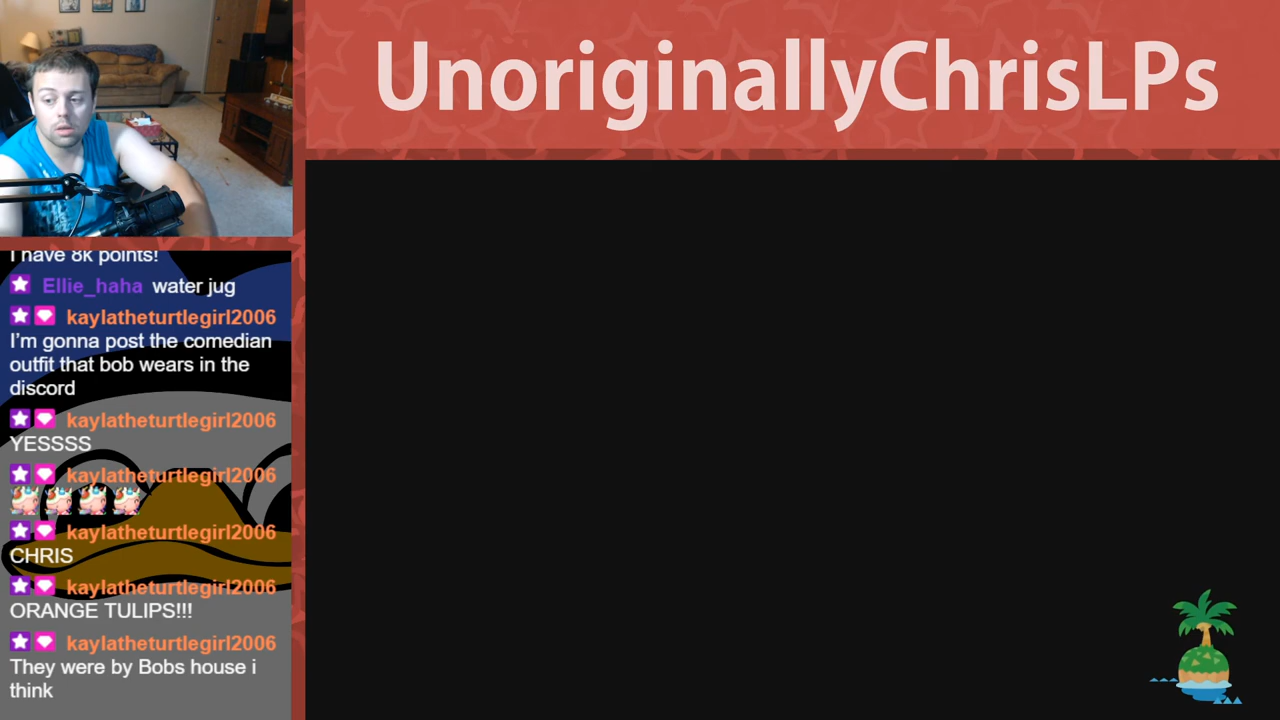 UnoriginallyChrisLPs
I have 8k points!
Ellie_haha water jug
kaylatheturtlegirl2006
I'm gonna post the comedian
outfit that bob wears in the
discord
kaylatheturtlegirl2006
YESSSS
kaylatheturtlegirl2006
kaylatheturtlegirl2006
CHRIS
kaylatheturtlegirl2006
ORANGE TULIPS!!!
kaylatheturtlegirl2006
They were by Bobs house i
think